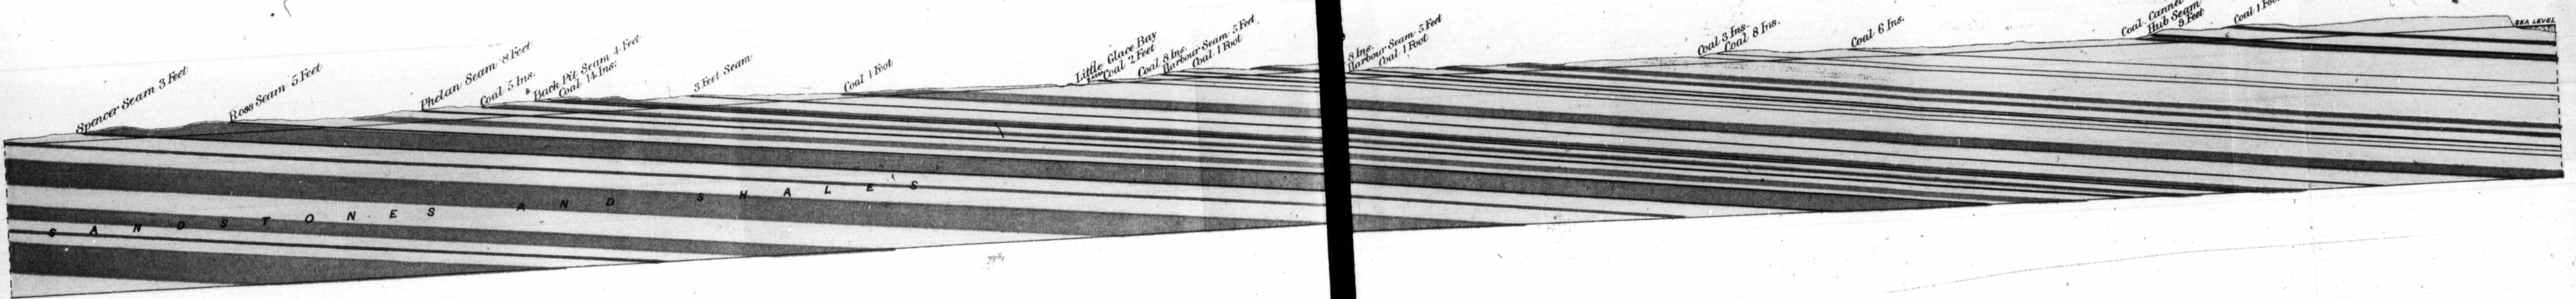 Spencer Seam 3 Feet
Ross Seam 5 Feet
Phelan Seam 8 Feet
Coal 5 Ins.
Back Pit Seam 4 Feet
Coal 14 Ins:
3 Feet Seam
Coal 1 Foot
Little Glace Bay
Coal 2 Feet
Coal 8 Ins.
Harbour Seam 5 Feet
Coal 1 Foot
8 Ins.
Harbour Seam 5 Feet
Coal 1 Foot
Coal 3 Ins.
Coal 8 Ins.
Coal 6 Ins.
Coal. Cannel
Hub Seam
9 Feet
Coal 1 Foot
SEA LEVEL
SANDSTONES AND SHALES